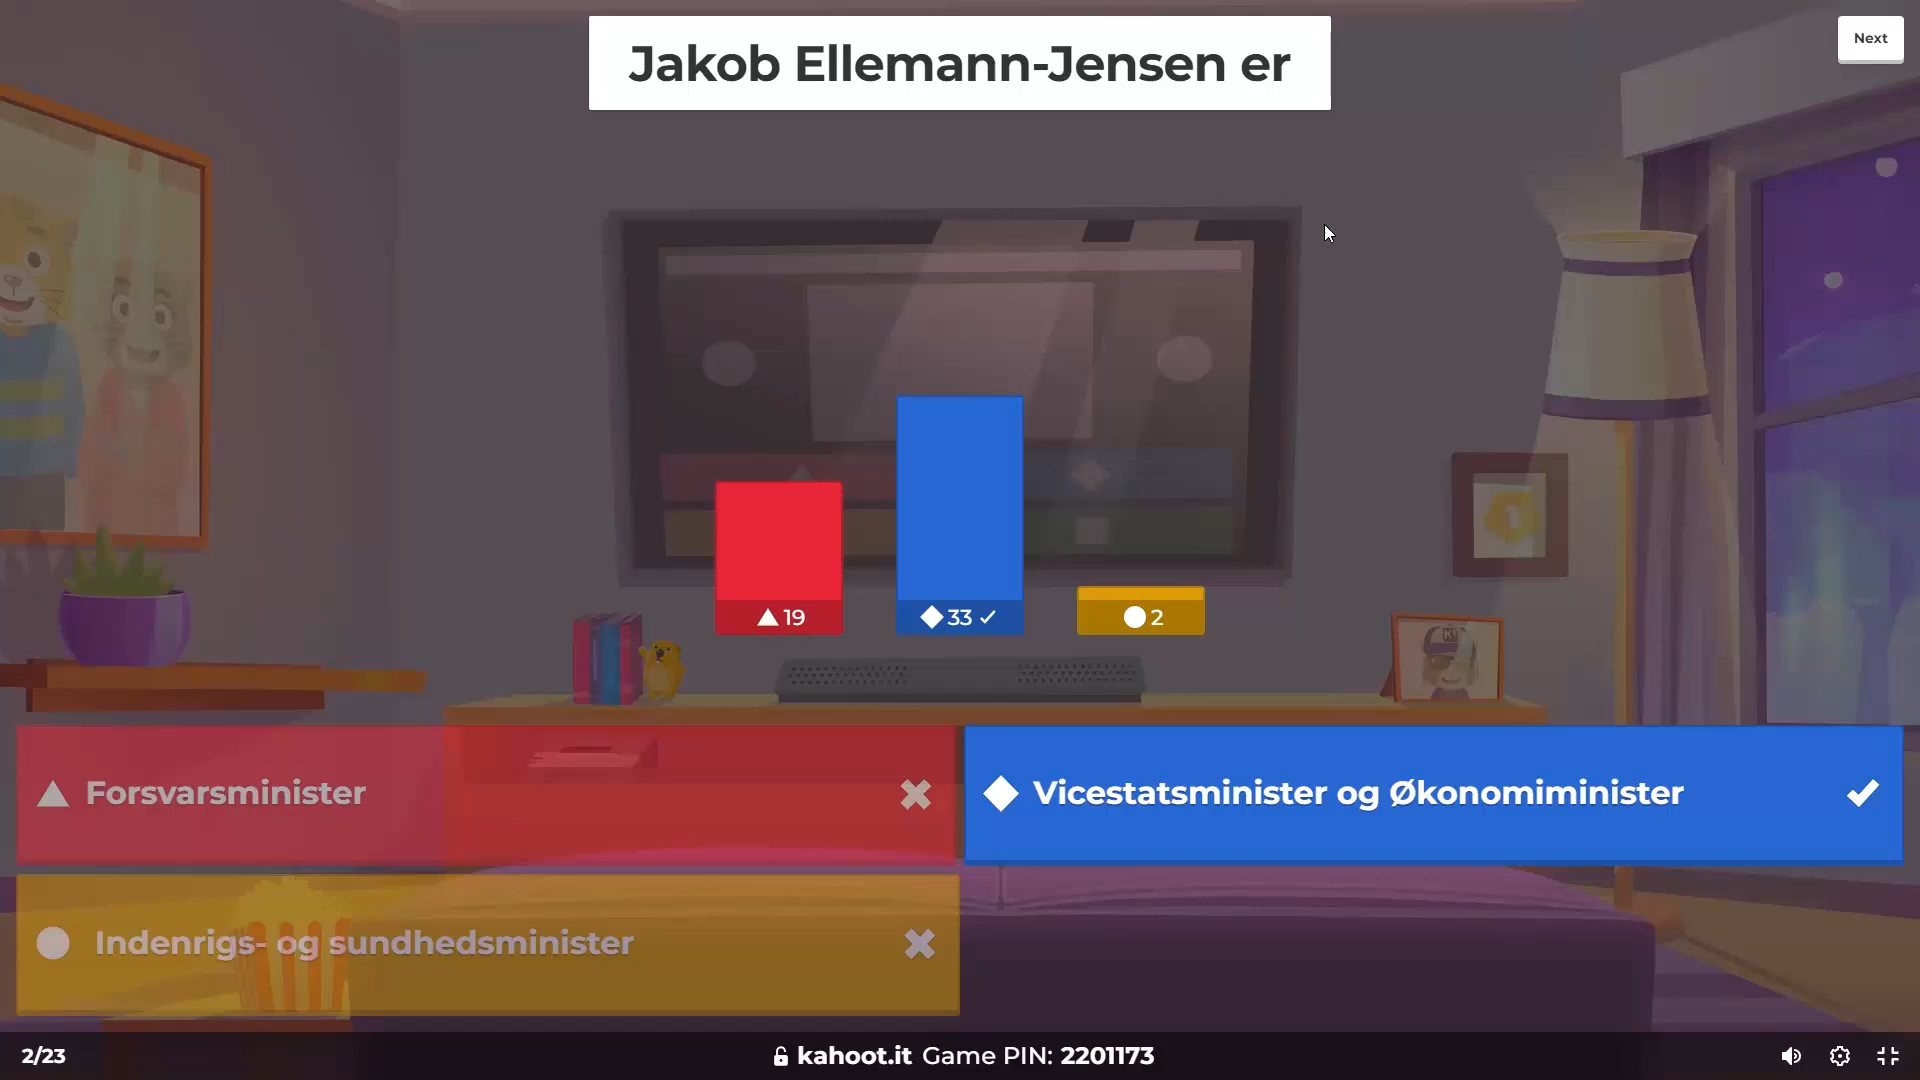 Jakob Ellemann-Jensen er
Next
19
33
2
Forsvarsminister
Vicestatsminister og Økonomiminister
Indenrigs- og sundhedsminister
2/23
kahoot.it Game PIN: 2201173